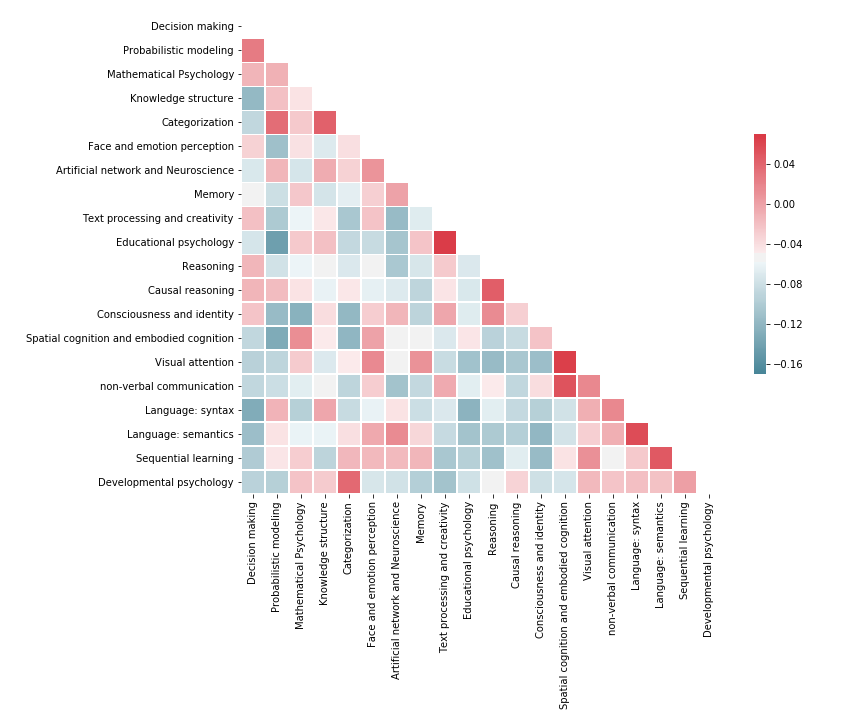 Decision making
Probabilistic modeling
Mathematical Psychology
Knowledge structure
Categorization
Face and emotion perception
Artificial network and Neuroscience
Memory
Text processing and creativity
Educational psychology
Reasoning
Causal reasoning
Consciousness and identity
Spatial cognition and embodied cognition
Visual attention
non-verbal communication
Language: syntax
Language: semantics
Sequential learning
Developmental psychology
Decision making
Probabilistic modeling
Mathematical Psychology
Knowledge structure
Categorization
Face and emotion perception
Artificial network and Neuroscience
Memory
Text processing and creativity
Educational psychology
Reasoning
Causal reasoning
Consciousness and identity
Spatial cognition and embodied cognition
Visual attention
non-verbal communication
Language: syntax
Language: semantics
Sequential learning
Developmental psychology
0.04
0.00
−0.04
−0.08
−0.12
−0.16